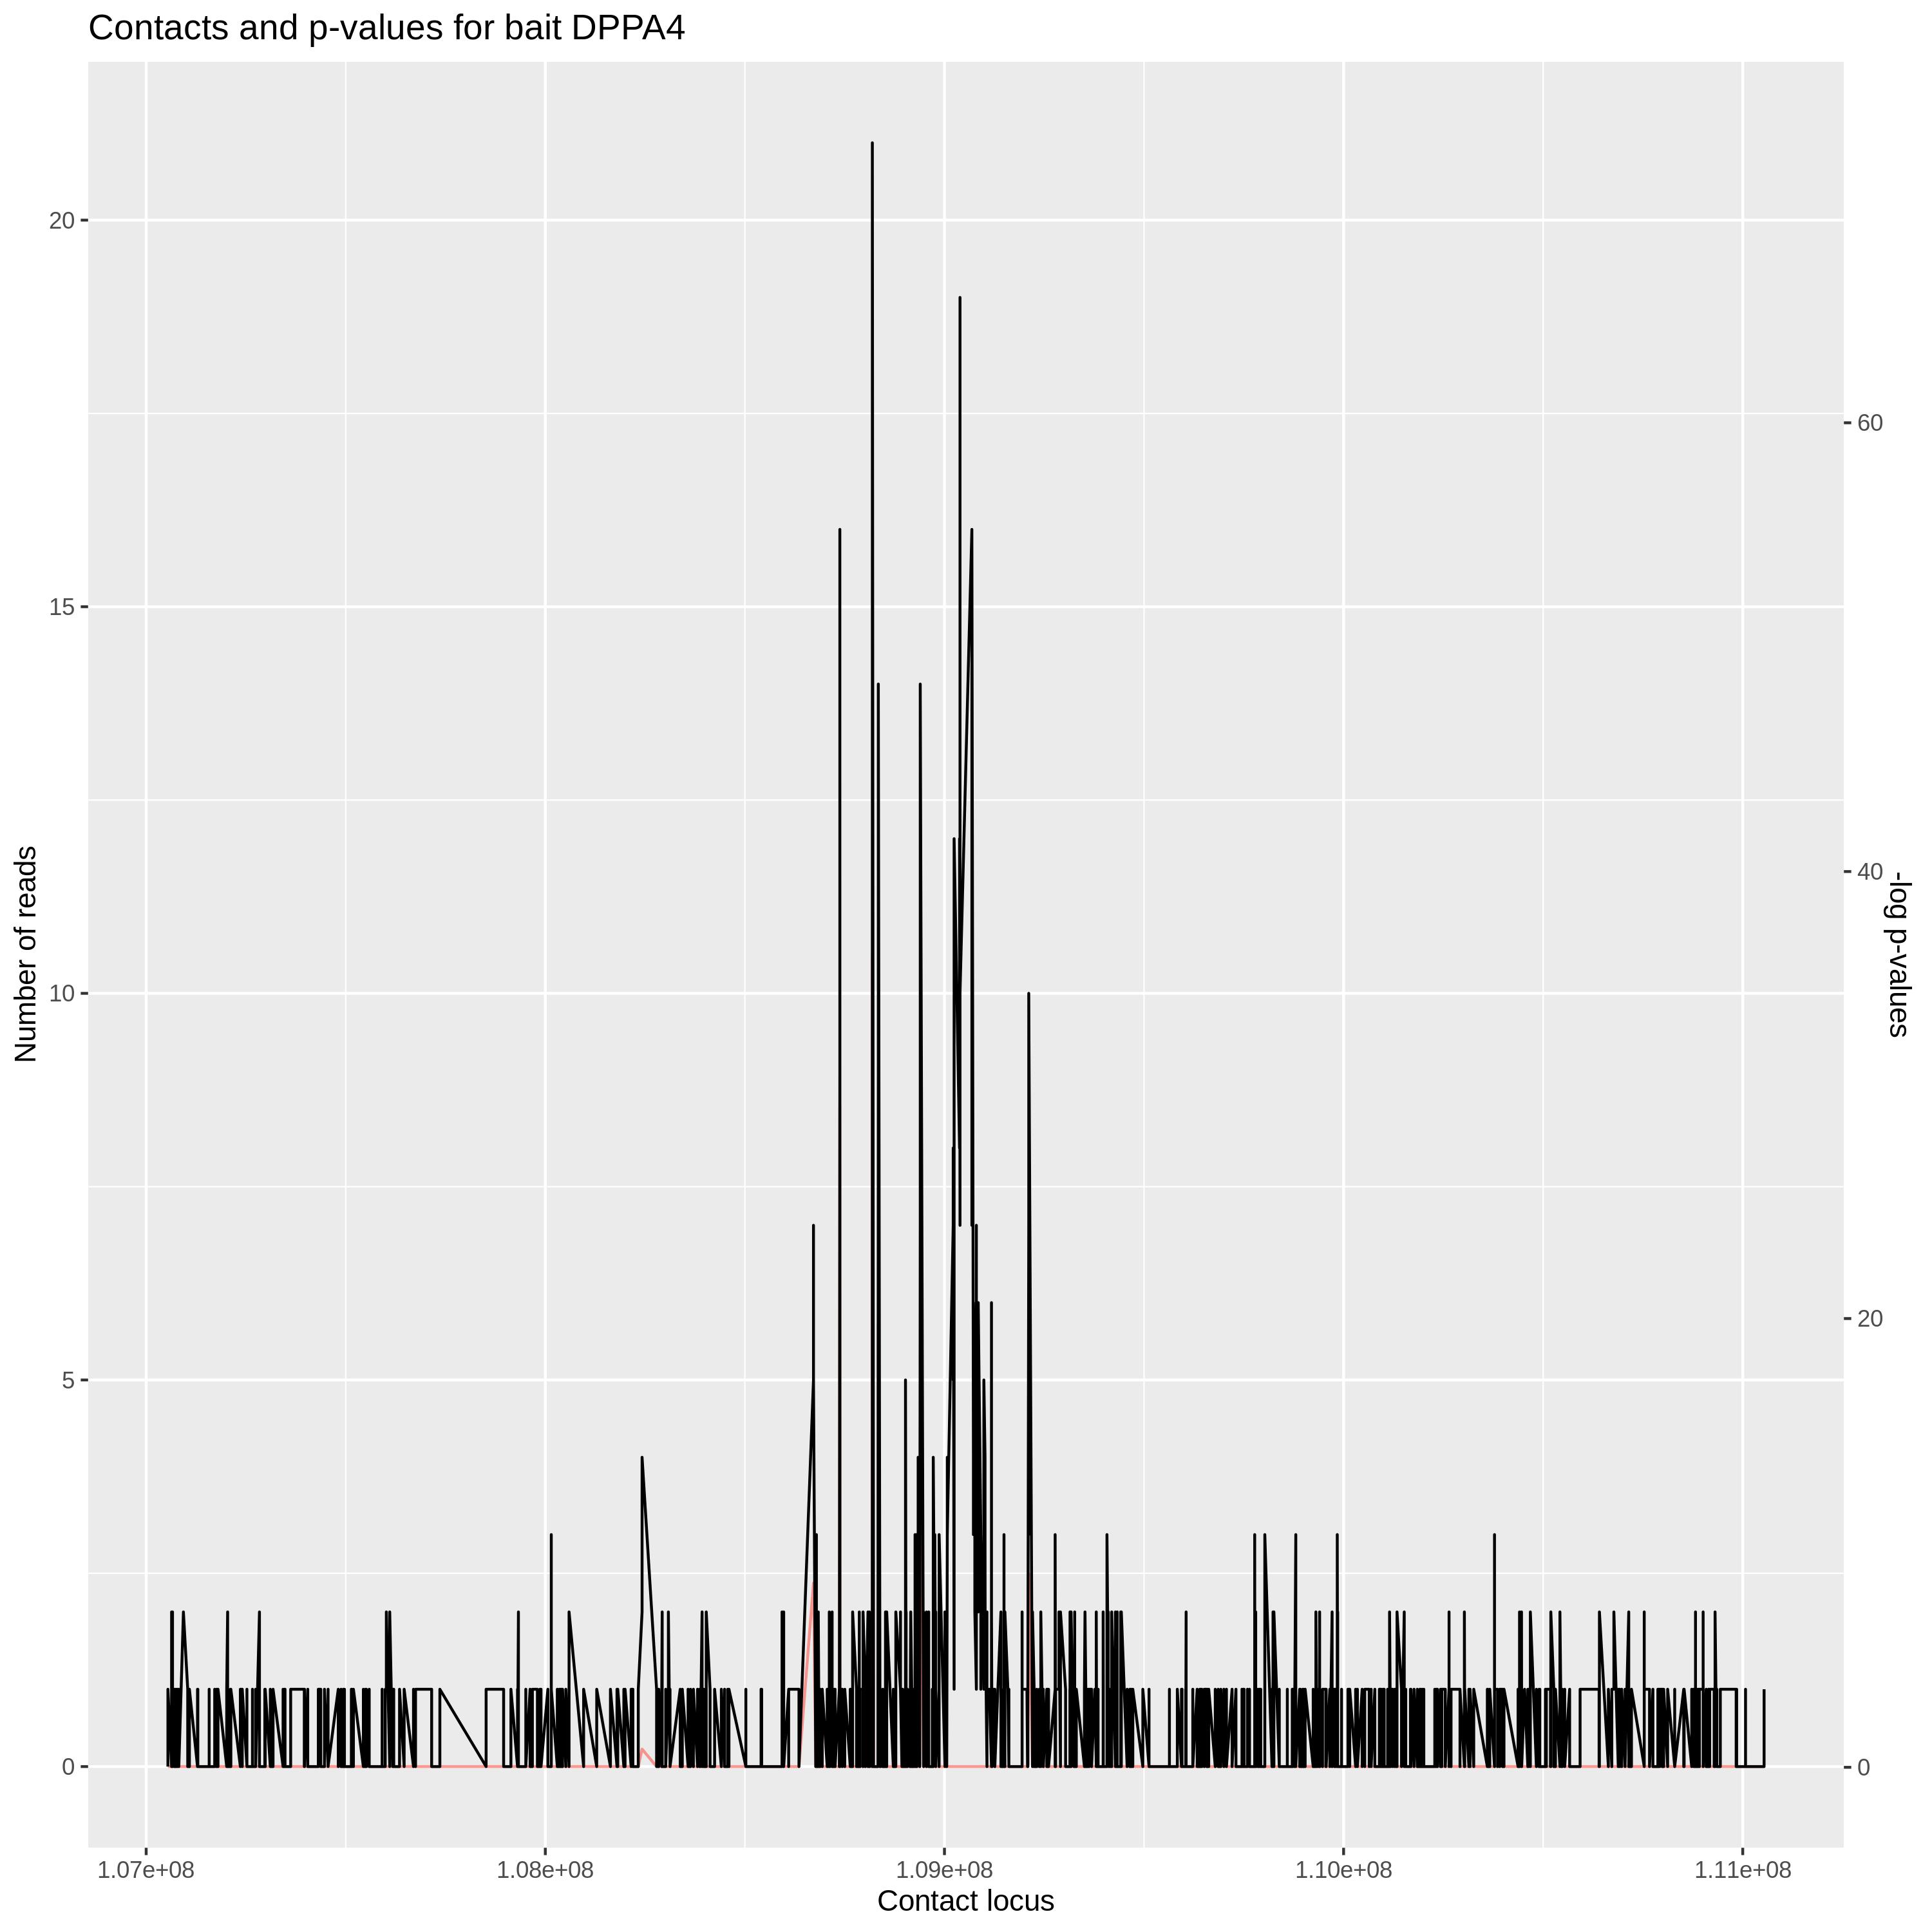 Contacts and p-values for bait DPPA4
Number of reads
20
15
10
5
0
60
40
20
0
-log p-values
1.07e+08
1.08e+08
1.09e+08
1.10e+08
1.11e+08
Contact locus